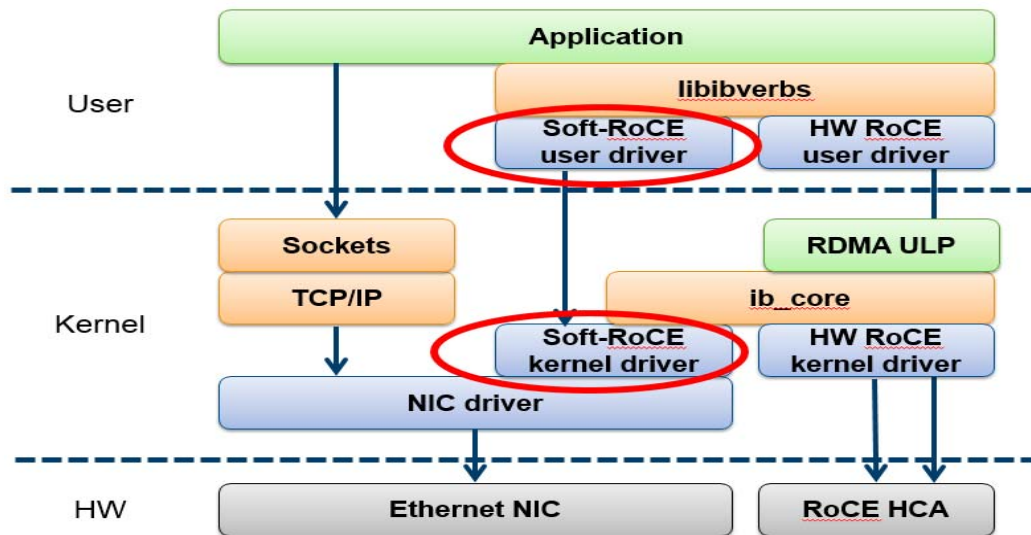 Application
User
libibverbs
Soft-RoCE
user driver
HW RoCE
user driver
Kernel
Sockets
TCP/IP
RDMA ULP
ib_core
Soft-RoCE
kernel driver
HW RoCE
kernel driver
NIC driver
HW
Ethernet NIC
RoCE HCA